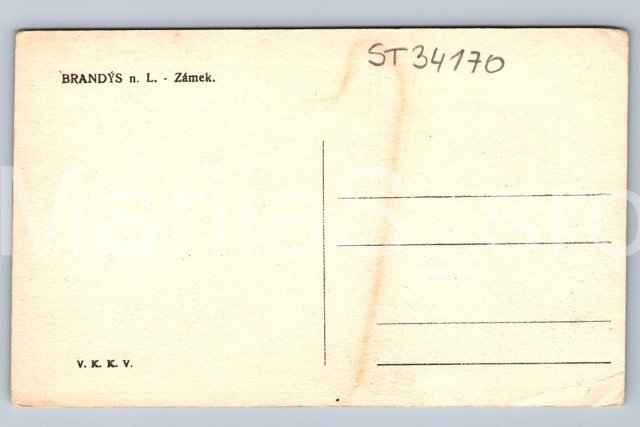 ST34170
BRANDÝS n. L. - Zámek.
V. K. K. V.